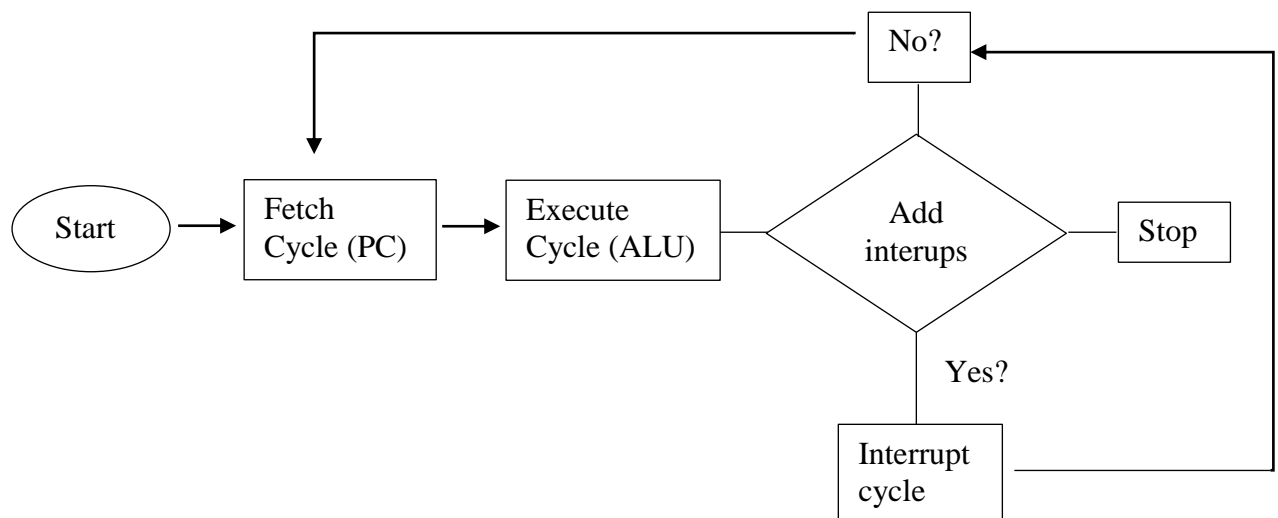 No?
Start
Fetch
Cycle (PC)
Execute
Cycle (ALU)
Add
interups
Stop
Yes?
Interrupt
cycle